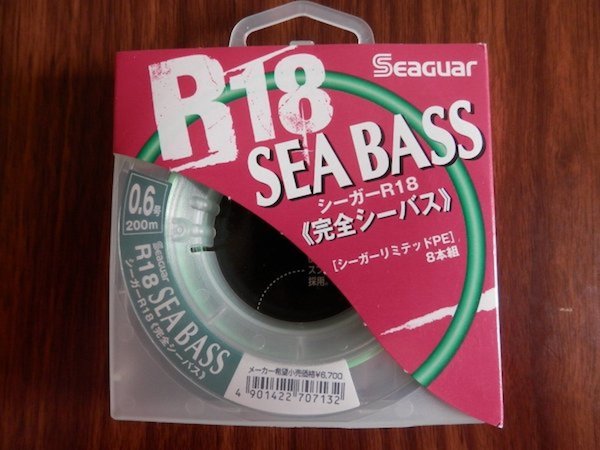 Seaguar
R18
SEA BASS
シーガーR18
《完全シーバス》
[シーガーリミテッドPE]
8本組
採用。
0.6号
200m
Seaguar
R18 SEA BASS
シーガーR18《完全シーバス》
メーカー希望小売価格¥6,700
4 901422 707132